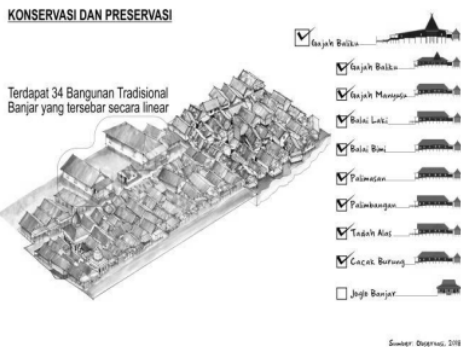 KONSERVASI DAN PRESERVASI
Terdapat 34 Bangunan Tradisional
Banjar yang tersebar secara linear
Gajah Baliku
Gajah Baliku
Gajah Manyusu
Balai Laki
Balai Bini
Palimasan
Palimbangan
Tadah Alas
Cacak Burung
Joglo Banjar
Sumber: Observasi, 2018